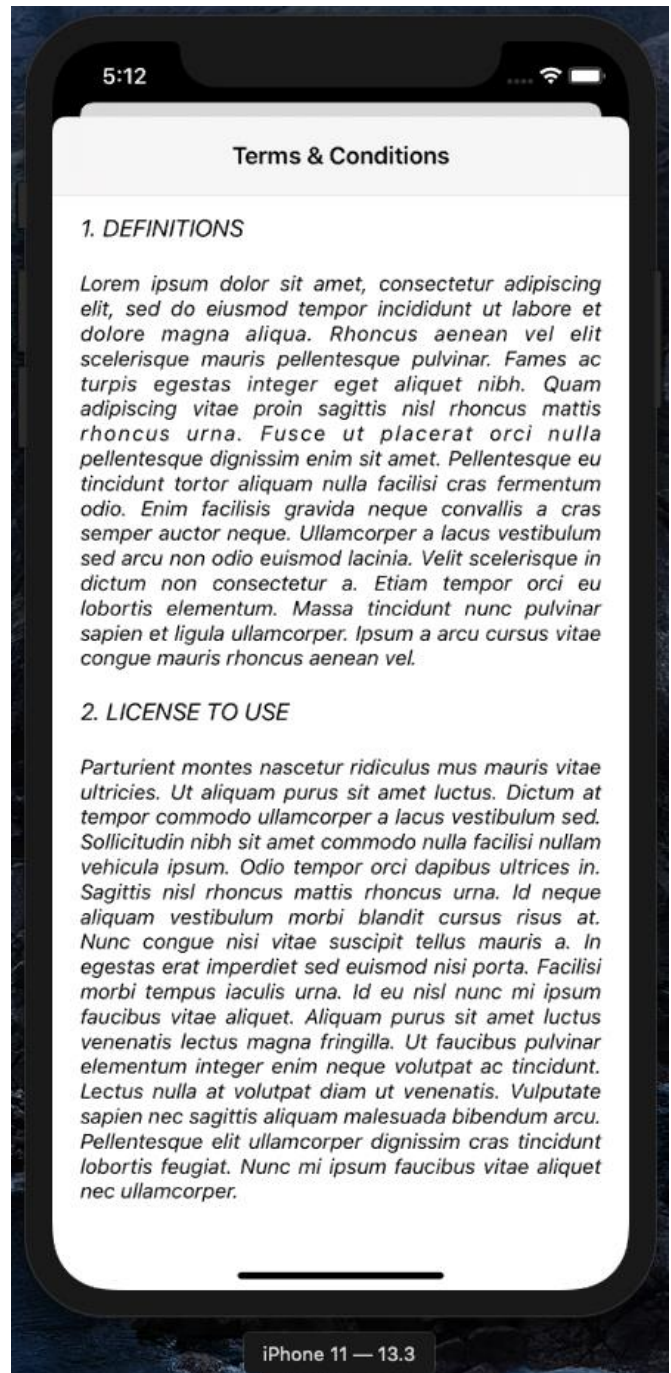 5:12
Terms & Conditions
1. DEFINITIONS
Lorem ipsum dolor sit amet, consectetur adipiscing
elit, sed do eiusmod tempor incididunt ut labore et
dolore magna aliqua. Rhoncus aenean vel elit
scelerisque mauris pellentesque pulvinar. Fames ac
turpis egestas integer eget aliquet nibh. Quam
adipiscing vitae proin sagittis nisl rhoncus mattis
rhoncus urna. Fusce ut placerat orci nulla
pellentesque dignissim enim sit amet. Pellentesque eu
tincidunt tortor aliquam nulla facilisi cras fermentum
odio. Enim facilisis gravida neque convallis a cras
semper auctor neque. Ullamcorper a lacus vestibulum
sed arcu non odio euismod lacinia. Velit scelerisque in
dictum non consectetur a. Etiam tempor orci eu
lobortis elementum. Massa tincidunt nunc pulvinar
sapien et ligula ullamcorper. Ipsum a arcu cursus vitae
congue mauris rhoncus aenean vel.
2. LICENSE TO USE
Parturient montes nascetur ridiculus mus mauris vitae
ultricies. Ut aliquam purus sit amet luctus. Dictum at
tempor commodo ullamcorper a lacus vestibulum sed.
Sollicitudin nibh sit amet commodo nulla facilisi nullam
vehicula ipsum. Odio tempor orci dapibus ultrices in.
Sagittis nisl rhoncus mattis rhoncus urna. Id neque
aliquam vestibulum morbi blandit cursus risus at.
Nunc congue nisi vitae suscipit tellus mauris a. In
egestas erat imperdiet sed euismod nisi porta. Facilisi
morbi tempus iaculis urna. Id eu nisl nunc mi ipsum
faucibus vitae aliquet. Aliquam purus sit amet luctus
venenatis lectus magna fringilla. Ut faucibus pulvinar
elementum integer enim neque volutpat ac tincidunt.
Lectus nulla at volutpat diam ut venenatis. Vulputate
sapien nec sagittis aliquam malesuada bibendum arcu.
Pellentesque elit ullamcorper dignissim cras tincidunt
lobortis feugiat. Nunc mi ipsum faucibus vitae aliquet
nec ullamcorper.
iPhone 11 — 13.3